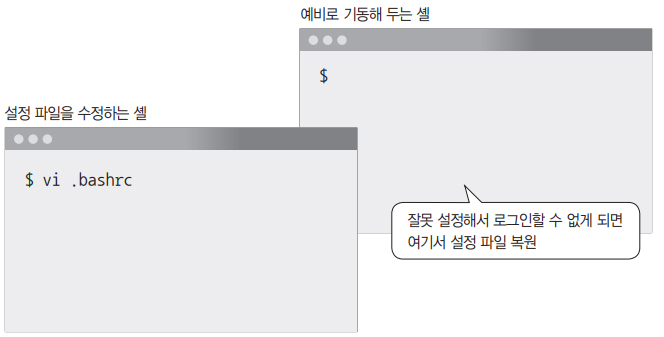 예비로 기동해 두는 셸
$
설정 파일을 수정하는 셸
$ vi .bashrc
잘못 설정해서 로그인할 수 없게 되면
여기서 설정 파일 복원